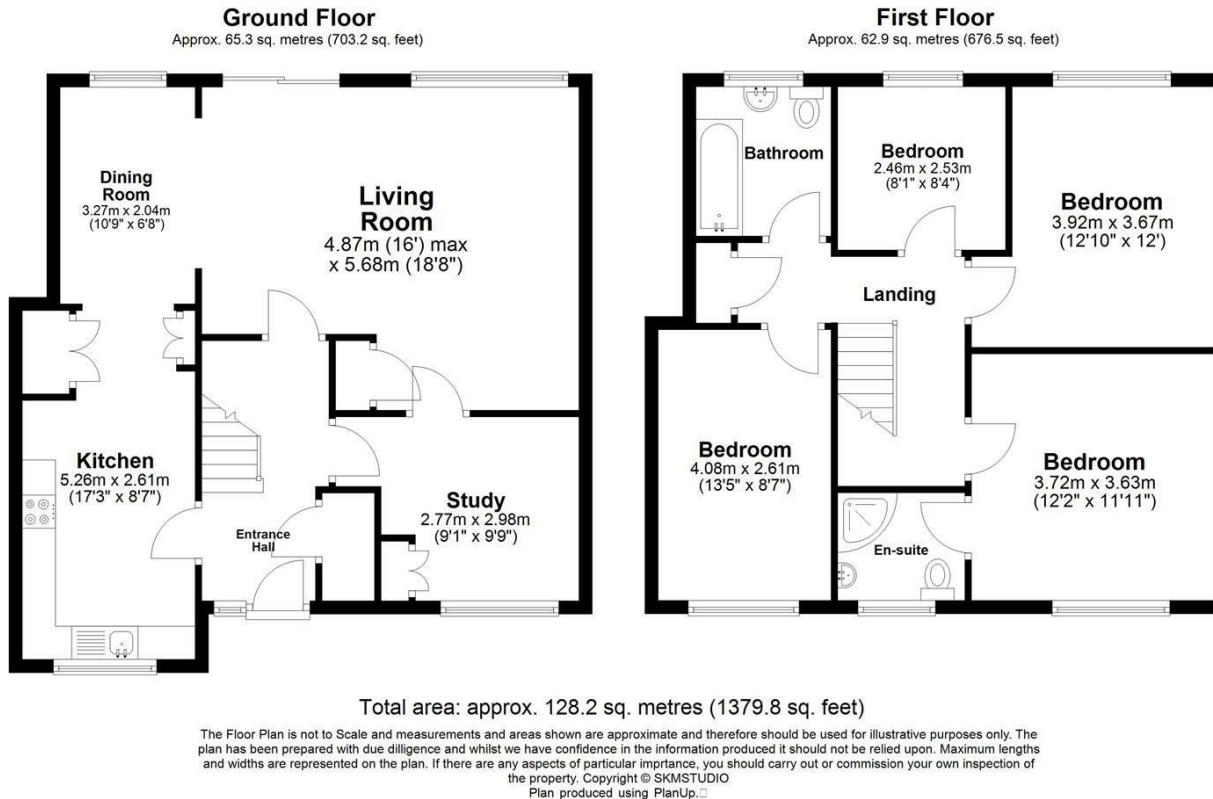 Ground Floor
Approx. 65.3 sq. metres (703.2 sq. feet)
Dining
Room
3.27m x 2.04m
(10'9" x 6'8")
Living
Room
4.87m (16') max
x 5.68m (18'8")
Kitchen
5.26m x 2.61m
(17'3" x 8'7")
Entrance
Hall
Study
2.77m x 2.98m
(9'1" x 9'9")
First Floor
Approx. 62.9 sq. metres (676.5 sq. feet)
Bathroom
Bedroom
2.46m x 2.53m
(8'1" x 8'4")
Bedroom
3.92m x 3.67m
(12'10" x 12')
Landing
Bedroom
4.08m x 2.61m
(13'5" x 8'7")
Bedroom
3.72m x 3.63m
(12'2" x 11'11")
En-suite
Total area: approx. 128.2 sq. metres (1379.8 sq. feet)
The Floor Plan is not to Scale and measurements and areas shown are approximate and therefore should be used for illustrative purposes only. The
plan has been prepared with due dilligence and whilst we have confidence in the information produced it should not be relied upon. Maximum lengths
and widths are represented on the plan. If there are any aspects of particular imprtance, you should carry out or commission your own inspection of
the property. Copyright © SKMSTUDIO
Plan produced using PlanUp.